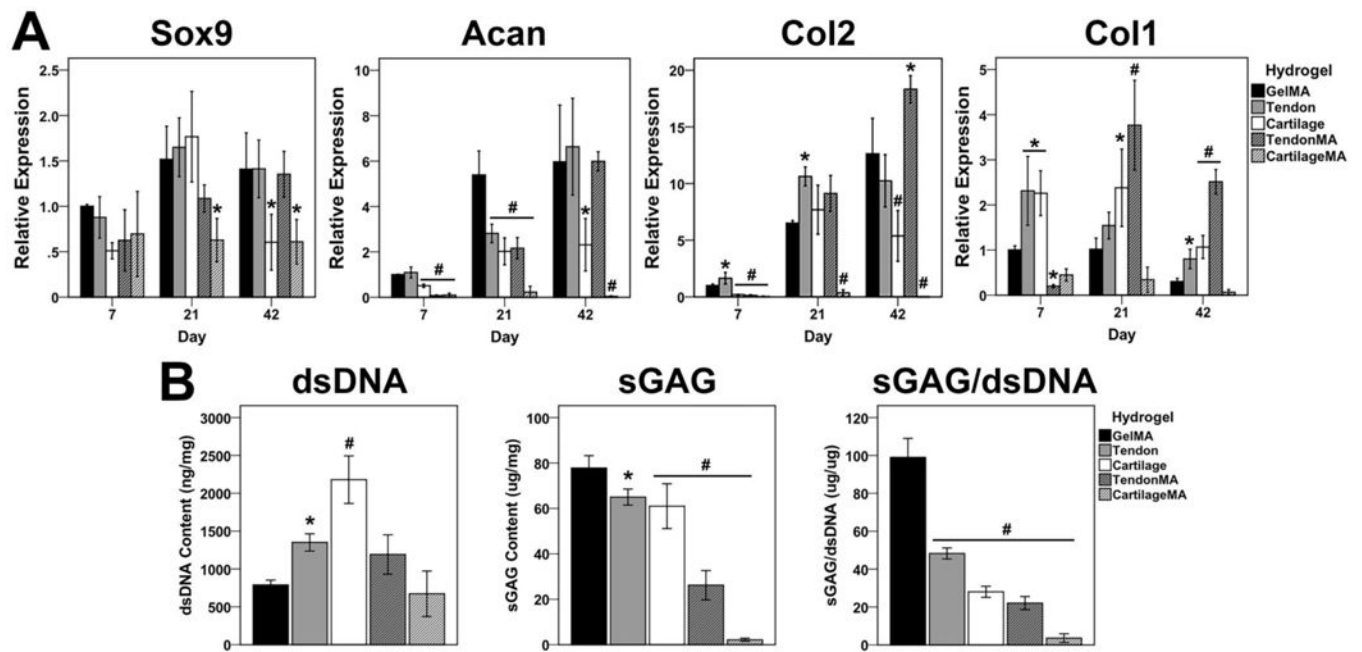 A
Sox9
Relative Expression
2.5
2.0
1.5
1.0
0.5
0.0
* * *
7 21 42
Day
Acan
Relative Expression
10
8
6
4
2
0
# # * #
7 21 42
Day
Col2
Relative Expression
20
15
10
5
0
* # * # # * #
7 21 42
Day
Col1
Relative Expression
5
4
3
2
1
0
* * * # * #
7 21 42
Day
Hydrogel
GelMA
Tendon
Cartilage
TendonMA
CartilageMA
B
dsDNA
dsDNA Content (ng/mg)
3000
2500
2000
1500
1000
500
0
* #
sGAG
sGAG Content (ug/mg)
100
80
60
40
20
0
* #
sGAG/dsDNA
sGAG/dsDNA (ug/ug)
120
100
80
60
40
20
0
#
Hydrogel
GelMA
Tendon
Cartilage
TendonMA
CartilageMA